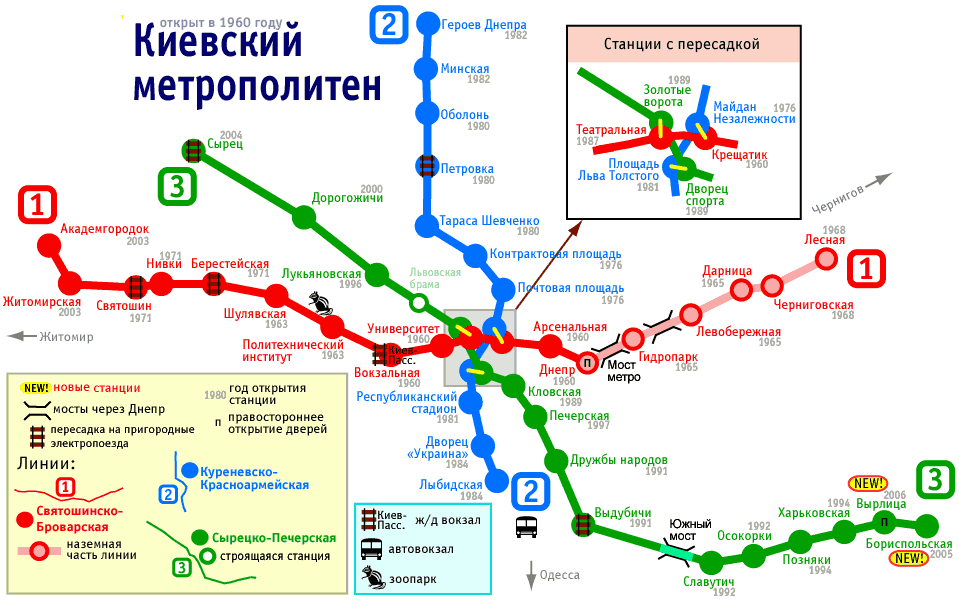 открыт в 1960 году
Киевский
метрополитен
2
Героев Днепра
1982
Минская
1982
Оболонь
1980
Петровка
1980
Тараса Шевченко
1980
Контрактовая площадь
1976
Почтовая площадь
1976
Станции с пересадкой
1989
Золотые
ворота
1976
Майдан
Незалежности
Театральная
1987
Крещатик
1960
Площадь
Льва Толстого
1981
Дворец
спорта
1989
2004
Сырец
3
2000
Дорогожичи
Лукьяновская
1996
Львовская
брама
1
Академгородок
2003
Житомирская
2003
1971
Нивки
Святошин
1971
Берестейская
1971
Шулявская
1963
Политехнический
институт
1963
Киев
Пасс.
Вокзальная
1960
Университет
1960
Арсенальная
1960
Днепр
1960
П
Мост
метро
Гидропарк
1965
Левобережная
1965
Дарница
1965
Черниговская
1968
1968
Лесная
1
Чернигов
Житомир
Республиканский
стадион
1981
Дворец
«Украина»
1984
Лыбидская
1984
2
Кловская
1989
Печерская
1997
Дружбы народов
1991
Выдубичи
1991
Южный
мост
Славутич
1992
1992
Осокорки
Позняки
1994
1994
Харьковская
NEW!
2006
Вырлица
П
Бориспольская
NEW!
2005
3
Одесса
NEW! новые станции
мосты через Днепр
пересадка на пригородные
электропоезда
1980
год открытия
станции
п
правостороннее
открытие дверей
Линии:
1
Святошинско-
Броварская
наземная
часть линии
2
Куреневско-
Красноармейская
Сырецко-Печерская
строящаяся станция
3
Киев-
Пасс.
ж/д вокзал
автовокзал
зоопарк